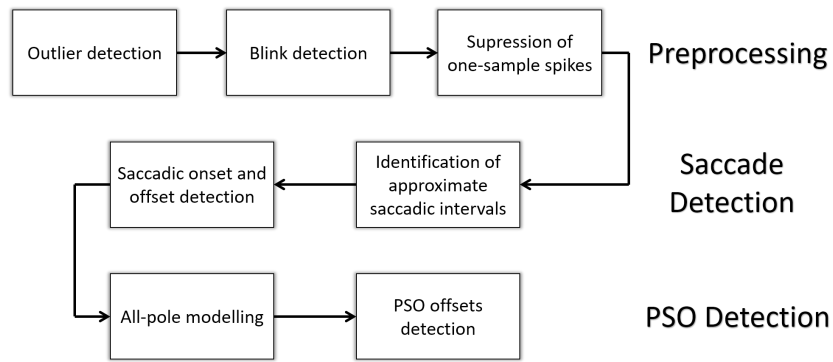 Outlier detection
Blink detection
Supression of
one-sample spikes
Preprocessing
Saccadic onset and
offset detection
Identification of
approximate
saccadic intervals
Saccade
Detection
All-pole modelling
PSO offsets
detection
PSO Detection